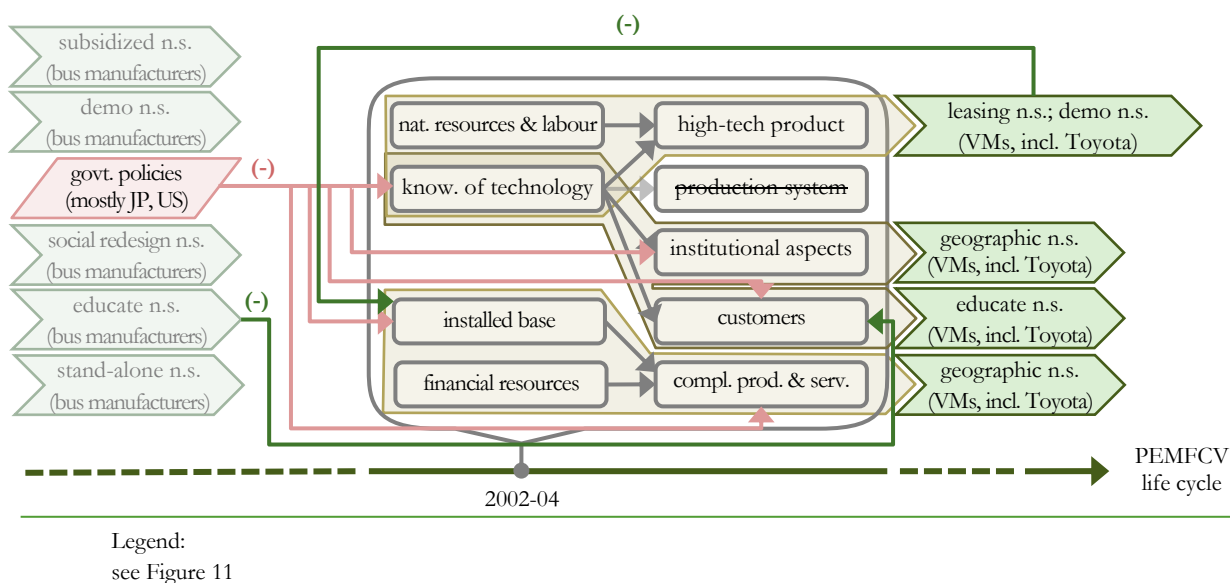 (-)
subsidized n.s.
(bus manufacturers)
demo n.s.
(bus manufacturers)
govt. policies
(mostly JP, US)
(-)
social redesign n.s.
(bus manufacturers)
educate n.s.
(bus manufacturers)
(-)
stand-alone n.s.
(bus manufacturers)
nat. resources & labour
high-tech product
know. of technology
production system
institutional aspects
installed base
customers
financial resources
compl. prod. & serv.
leasing n.s.; demo n.s.
(VMs, incl. Toyota)
geographic n.s.
(VMs, incl. Toyota)
educate n.s.
(VMs, incl. Toyota)
geographic n.s.
(VMs, incl. Toyota)
2002-04
PEMFCV
life cycle
Legend:
see Figure 11